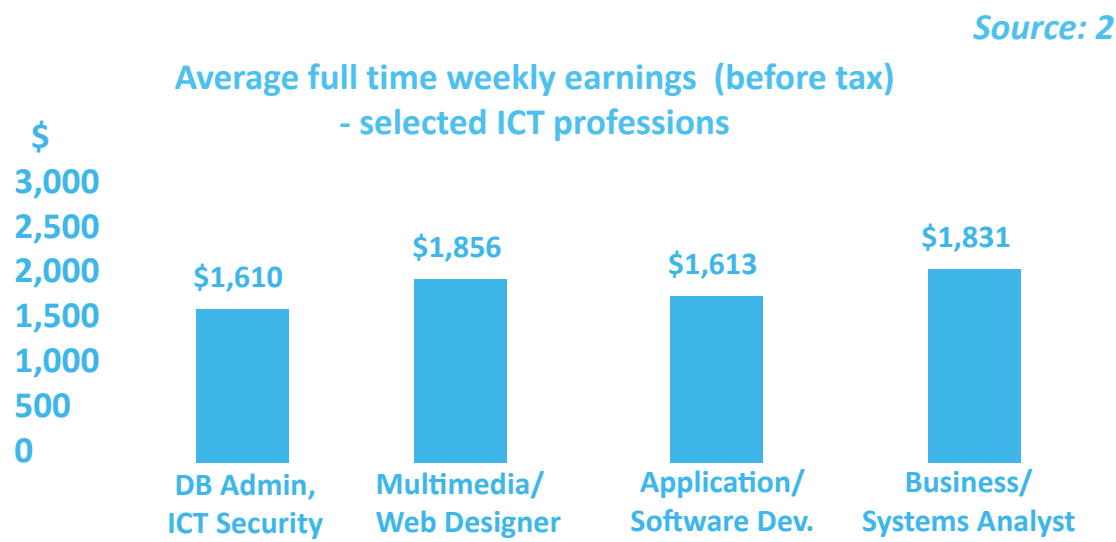 Source: 2
Average full time weekly earnings  (before tax)
- selected ICT professions
$
3,000
2,500
2,000
1,500
1,000
500
0
$1,610
$1,856
$1,613
$1,831
DB Admin,
ICT Security
Multimedia/
Web Designer
Application/
Software Dev.
Business/
Systems Analyst